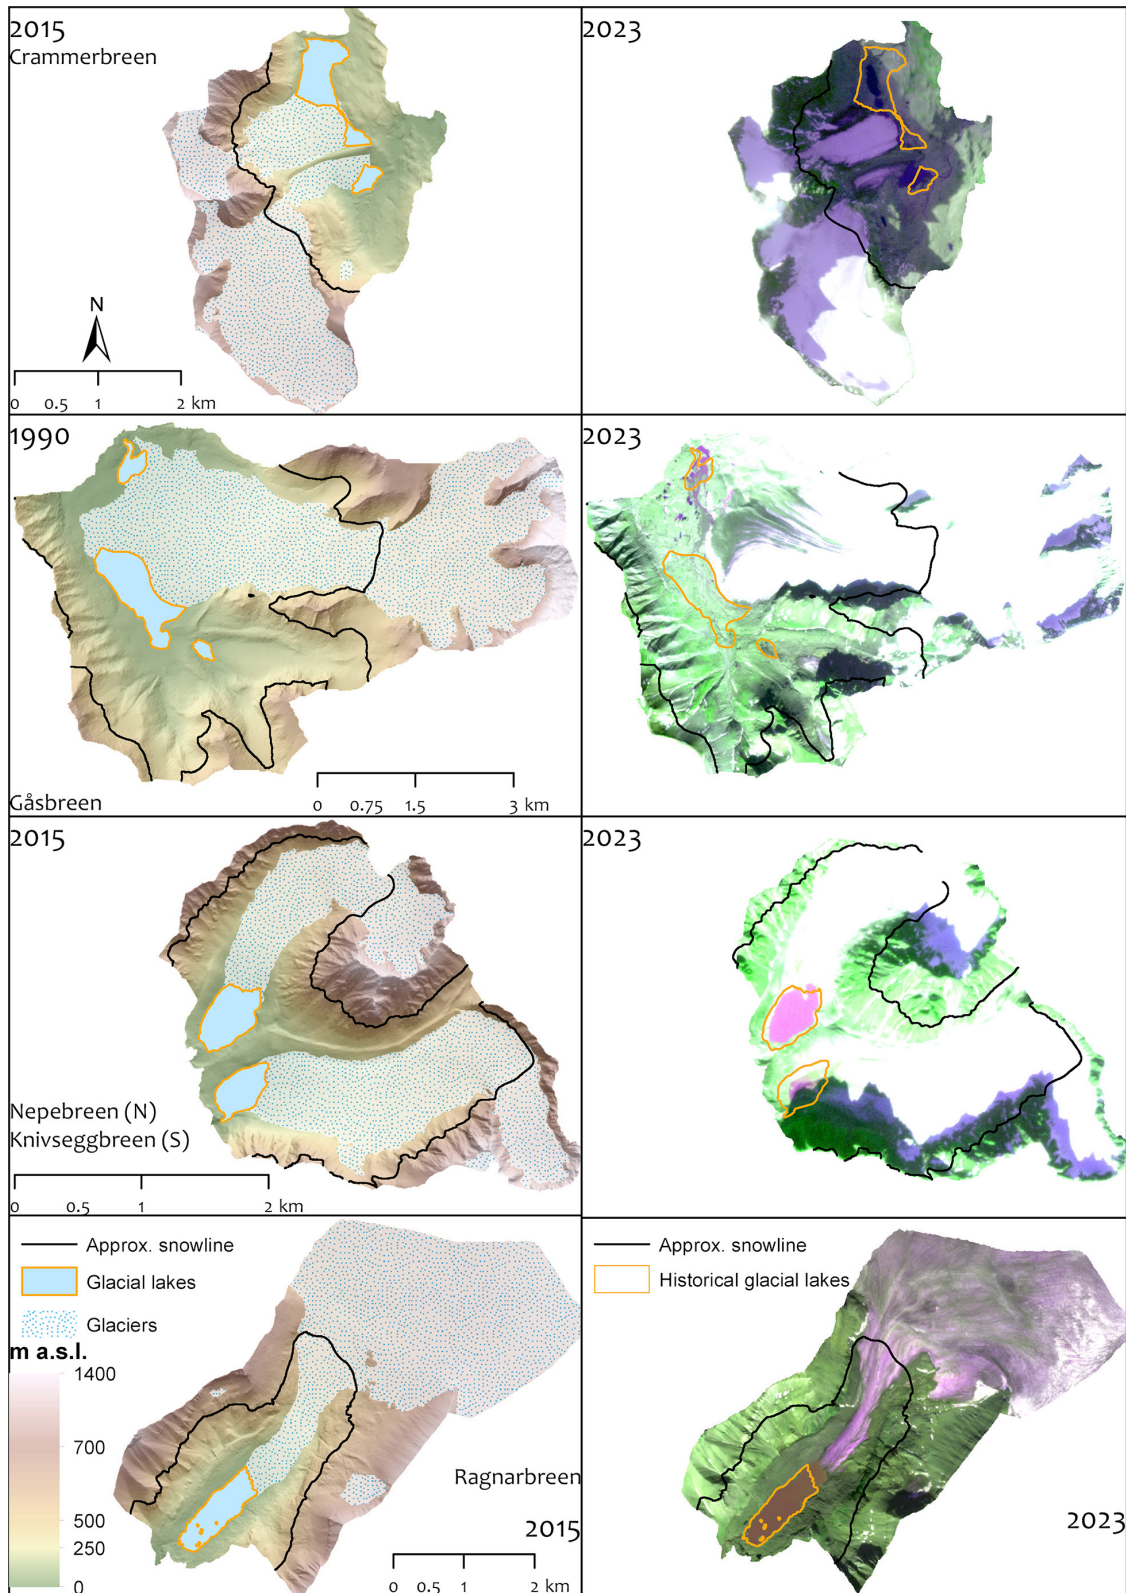 2015
Crammerbreen
N
0 0.5 1 2 km
2023
1990
Gåsbreen
0 0.75 1.5 3 km
2023
2015
Nepebreen (N)
Knivseggbreen (S)
0 0.5 1 2 km
2023
Approx. snowline
Glacial lakes
Glaciers
m a.s.l.
1400
700
500
250
0
Ragnarbreen
2015
0 0.5 1 2 km
Approx. snowline
Historical glacial lakes
2023